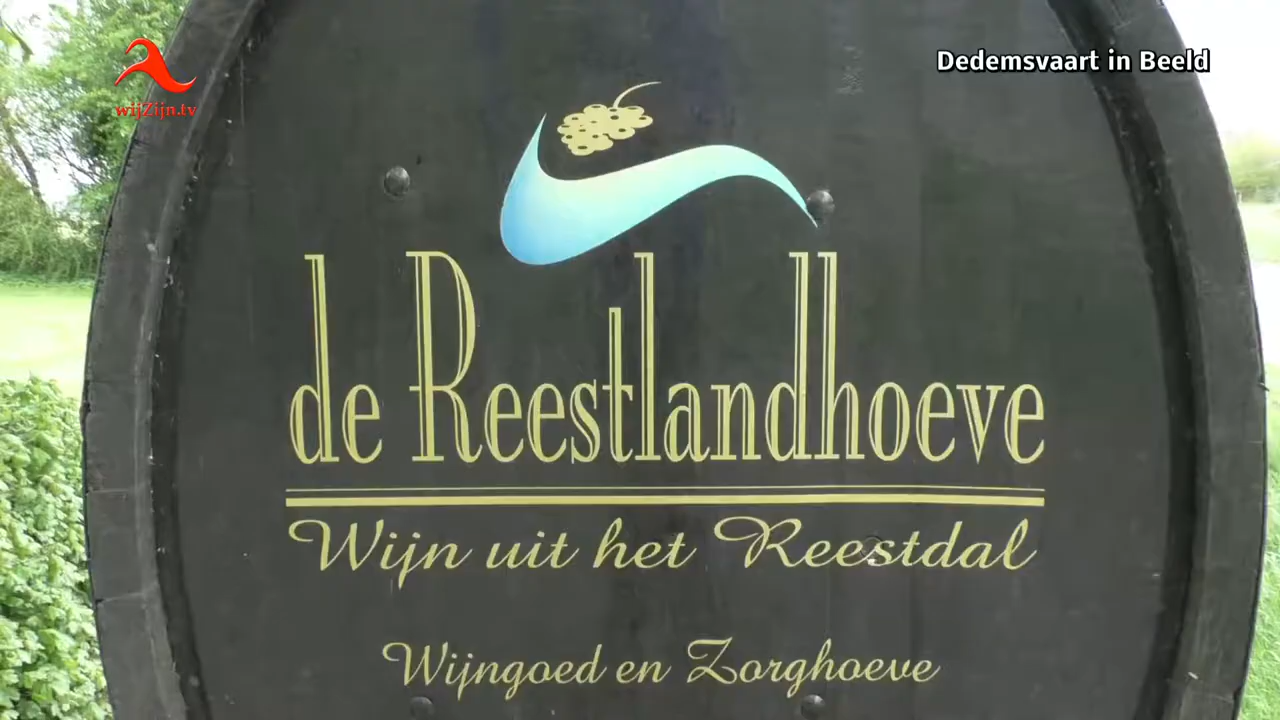 wijZijn.tv
Dedemsvaart in Beeld
de Reestlandhoeve
Wijn uit het Reestdal
Wijngoed en Zorghoeve